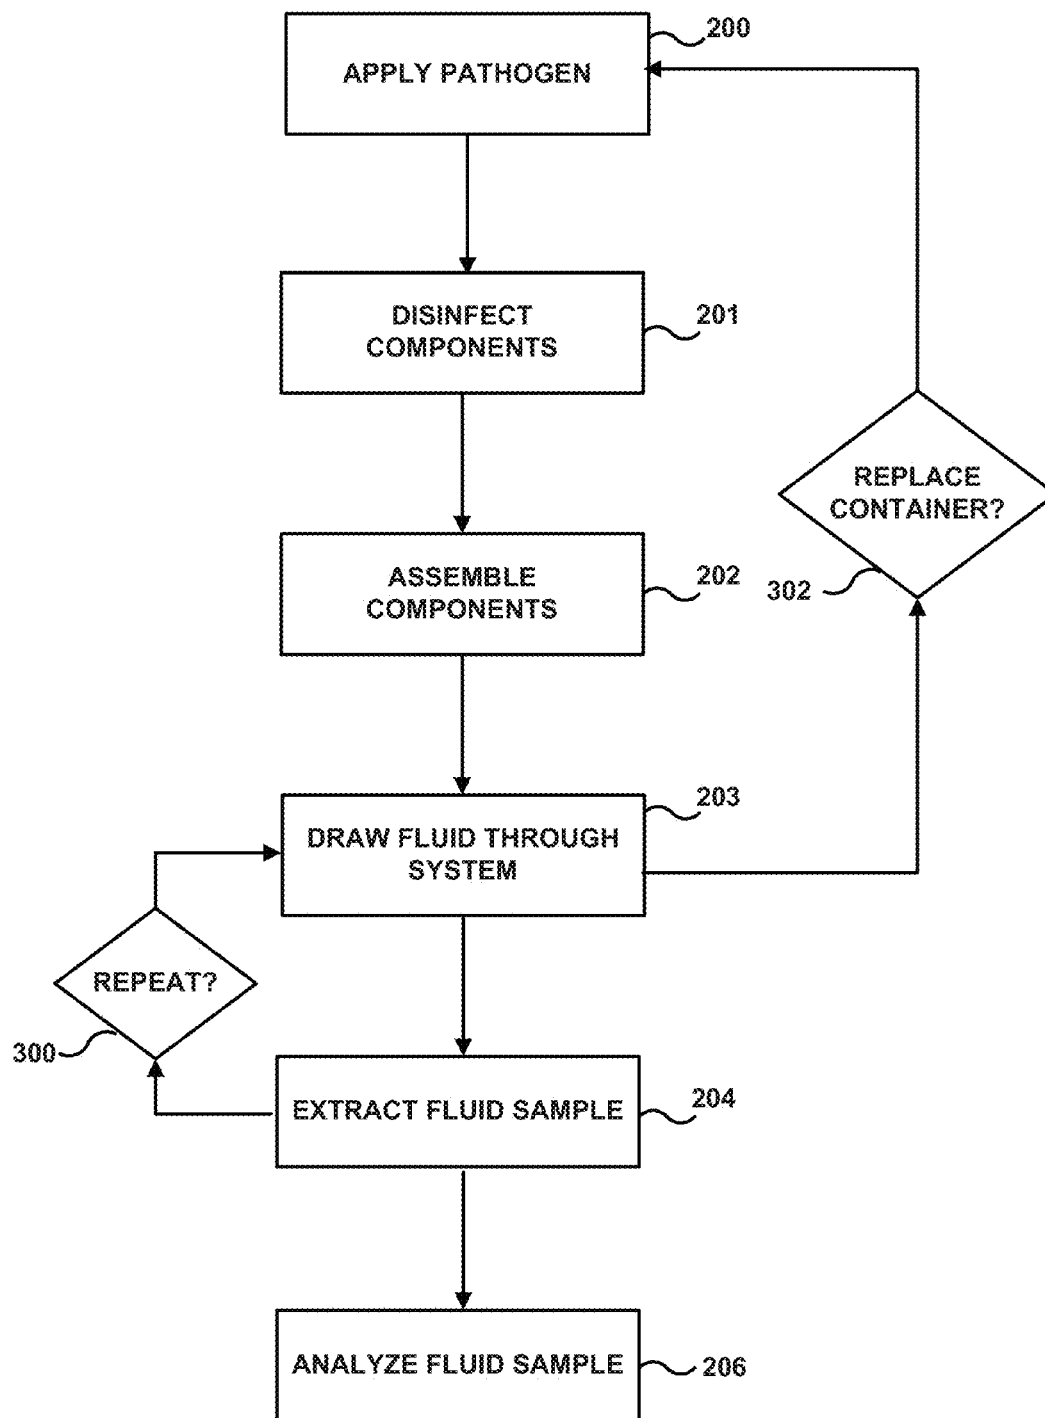 200
APPLY PATHOGEN
DISINFECT
COMPONENTS
201
REPLACE
CONTAINER?
302
ASSEMBLE
COMPONENTS
202
DRAW FLUID THROUGH
SYSTEM
203
REPEAT?
300
EXTRACT FLUID SAMPLE
204
ANALYZE FLUID SAMPLE
206